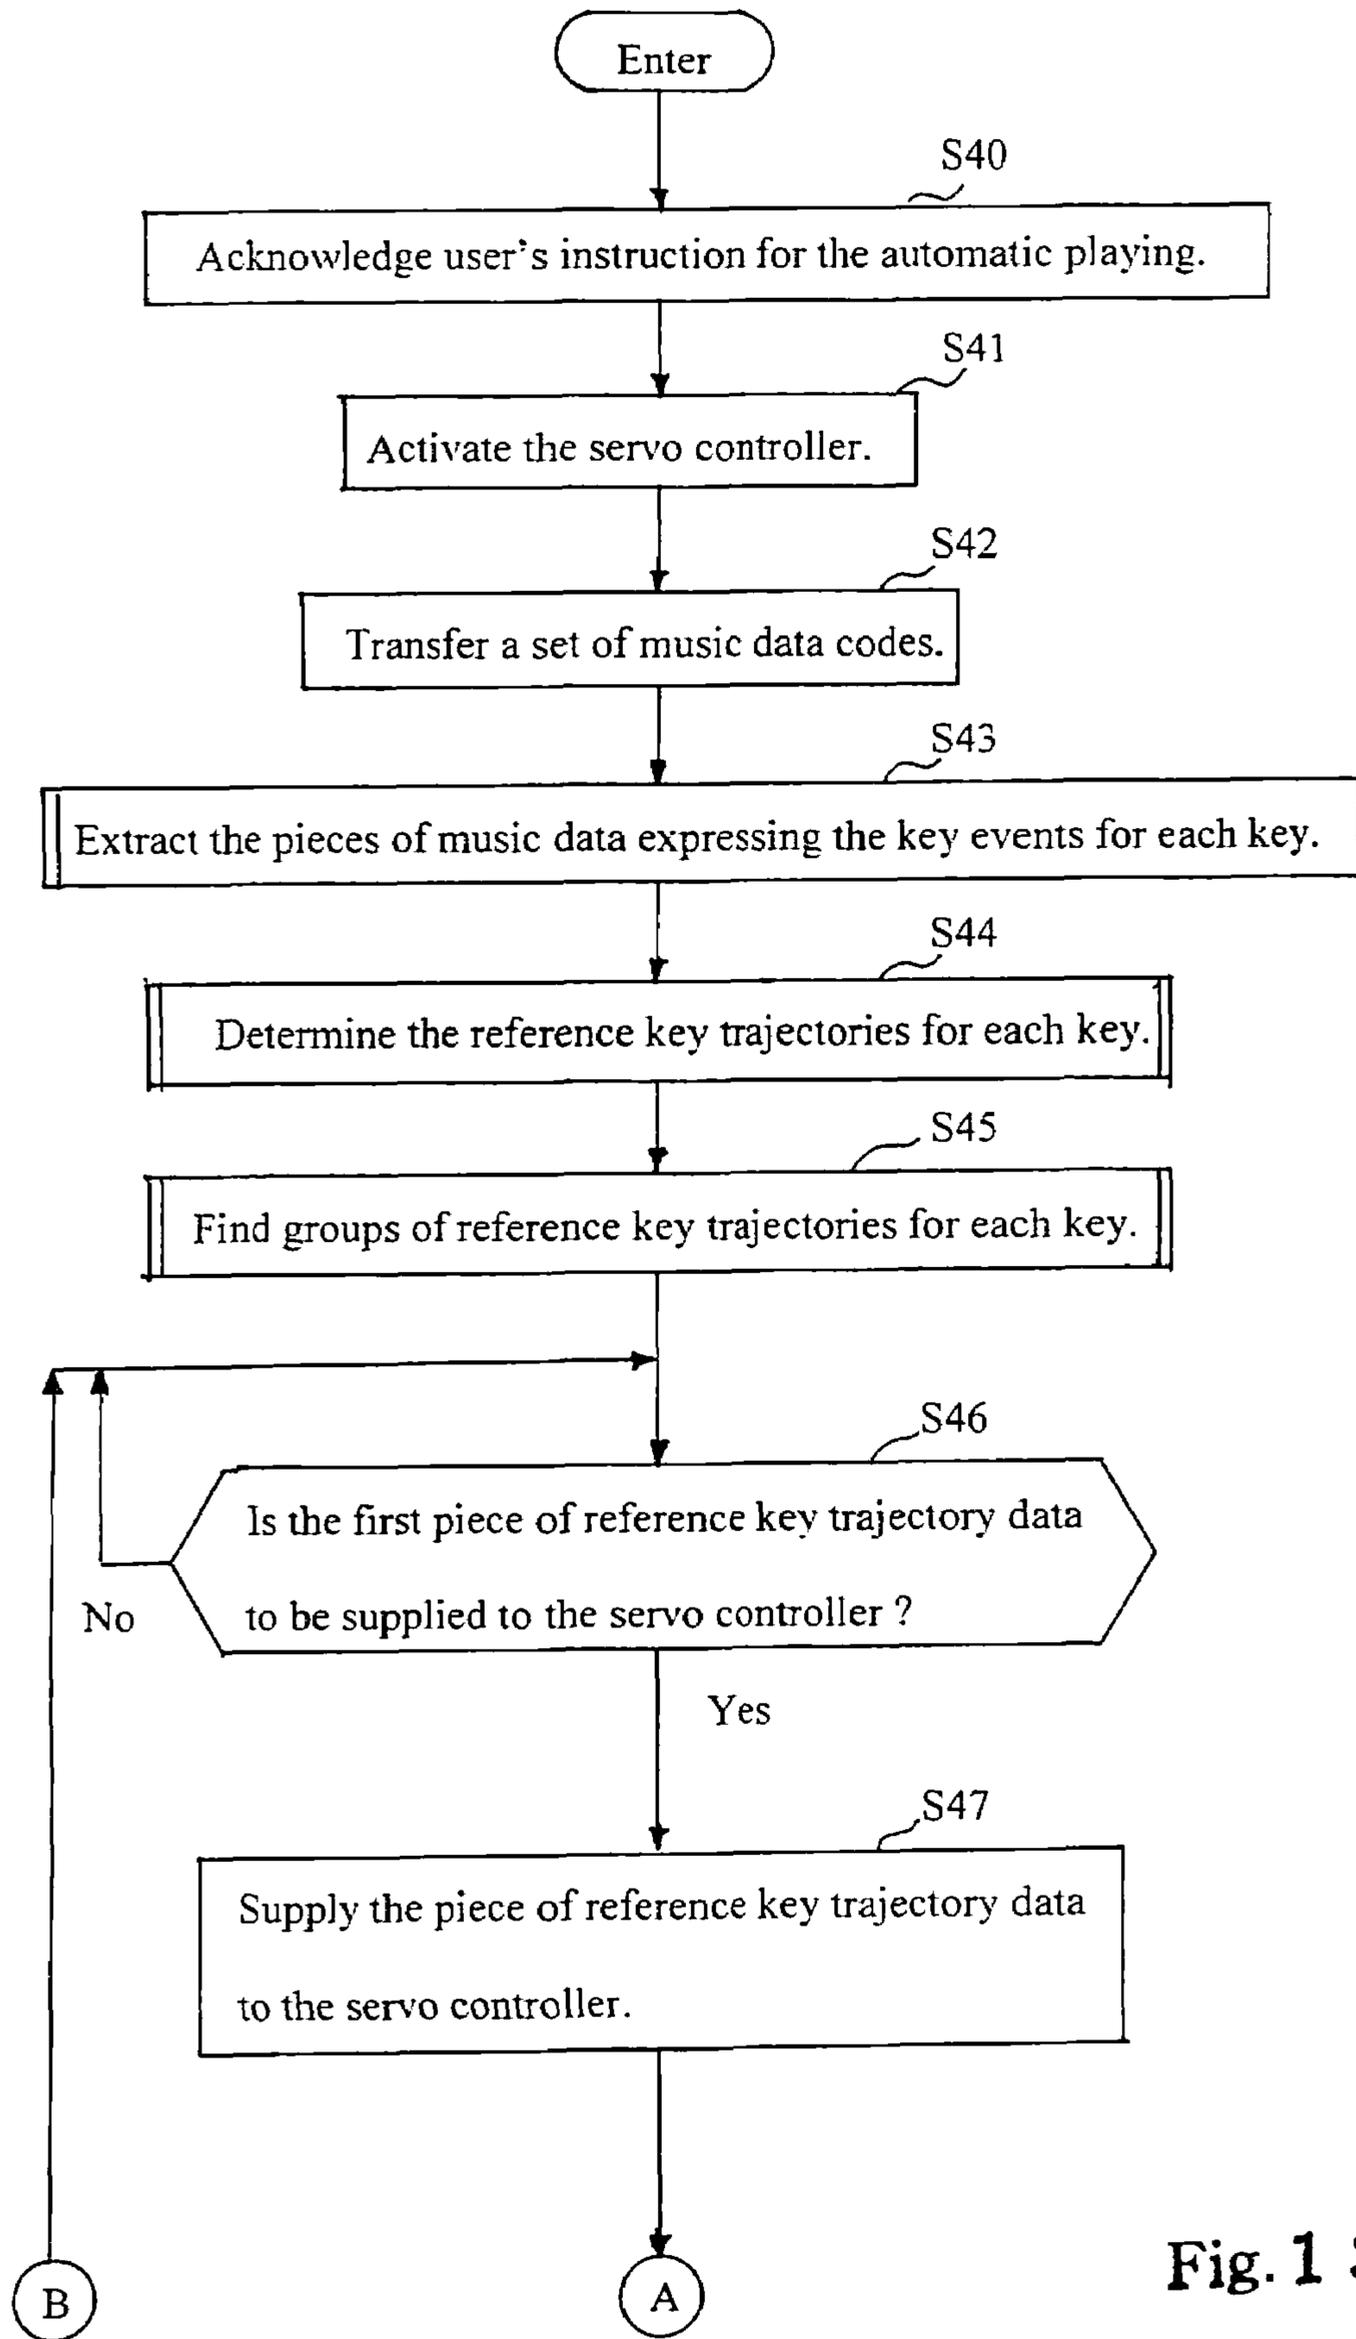 Enter
S40
Acknowledge user's instruction for the automatic playing.
S41
Activate the servo controller.
S42
Transfer a set of music data codes.
S43
Extract the pieces of music data expressing the key events for each key.
S44
Determine the reference key trajectories for each key.
S45
Find groups of reference key trajectories for each key.
S46
Is the first piece of reference key trajectory data
to be supplied to the servo controller ?
No
Yes
S47
Supply the piece of reference key trajectory data
to the servo controller.
B
A
Fig. 1